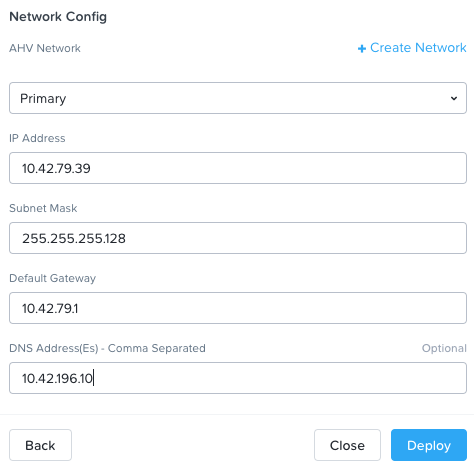 Network Config
AHV Network
+ Create Network
Primary
IP Address
10.42.79.39
Subnet Mask
255.255.255.128
Default Gateway
10.42.79.1
DNS Address(Es) - Comma Separated
Optional
10.42.196.10
Back
Close
Deploy